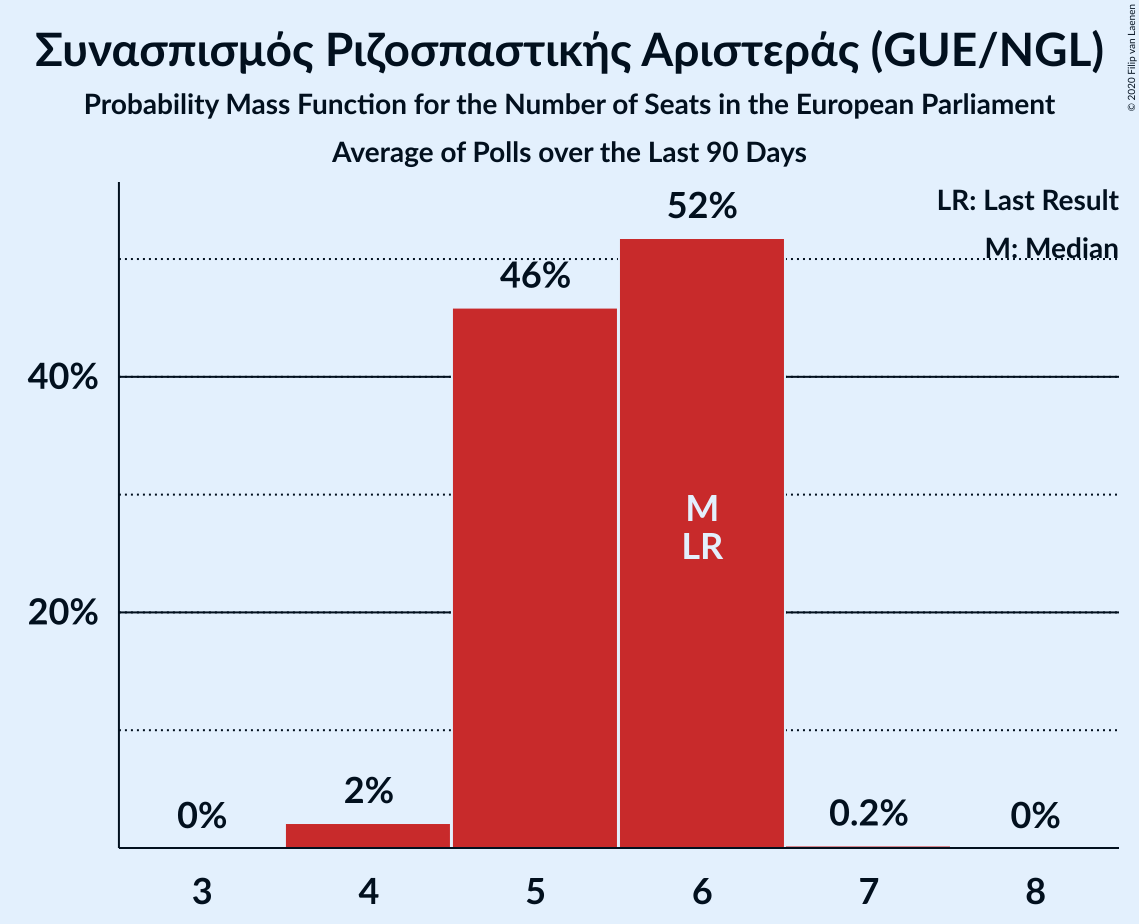 Συνασπισμός Ριζοσπαστικής Αριστεράς (GUE/NGL)
Probability Mass Function for the Number of Seats in the European Parliament
Average of Polls over the Last 90 Days
© 2020 Filip van Laenen
LR: Last Result
M: Median
52%
46%
40%
M
LR
20%
2%
0%
0.2%
0%
3 4 5 6 7 8